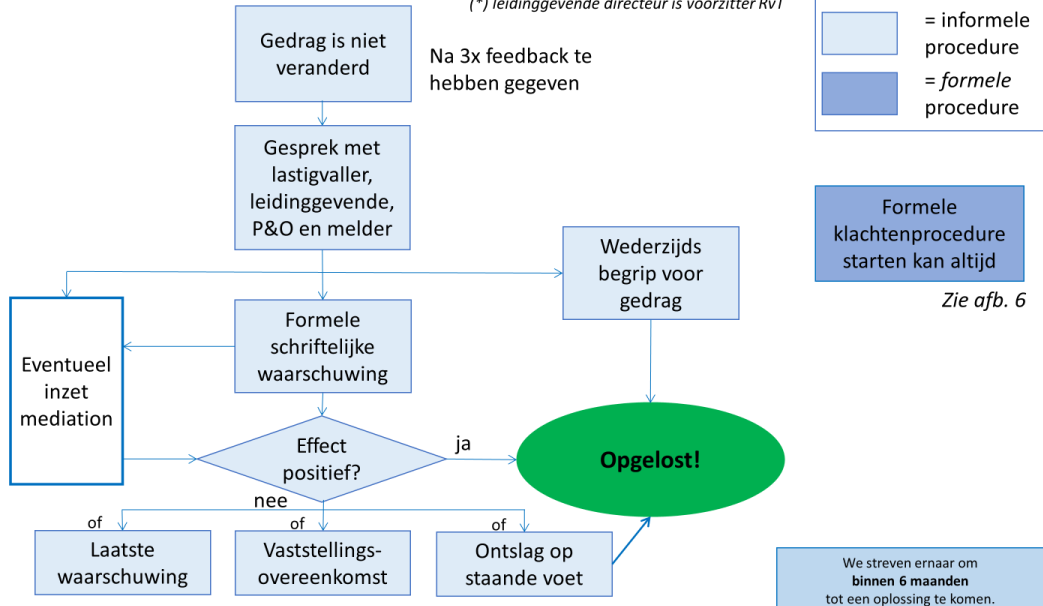 (*) leidinggevende directeur is voorzitter RvT
= informele
procedure
= formele
procedure
Gedrag is niet
veranderd
Na 3x feedback te
hebben gegeven
Gesprek met
lastigvaller,
leidinggevende,
P&O en melder
Formele
klachtenprocedure
starten kan altijd
Zie afb. 6
Wederzijds
begrip voor
gedrag
Eventueel
inzet
mediation
Formele
schriftelijke
waarschuwing
Effect
positief?
ja
Opgelost!
nee
of
of
of
Laatste
waarschuwing
Vaststellings-
overeenkomst
Ontslag op
staande voet
We streven ernaar om
binnen 6 maanden
tot een oplossing te komen.